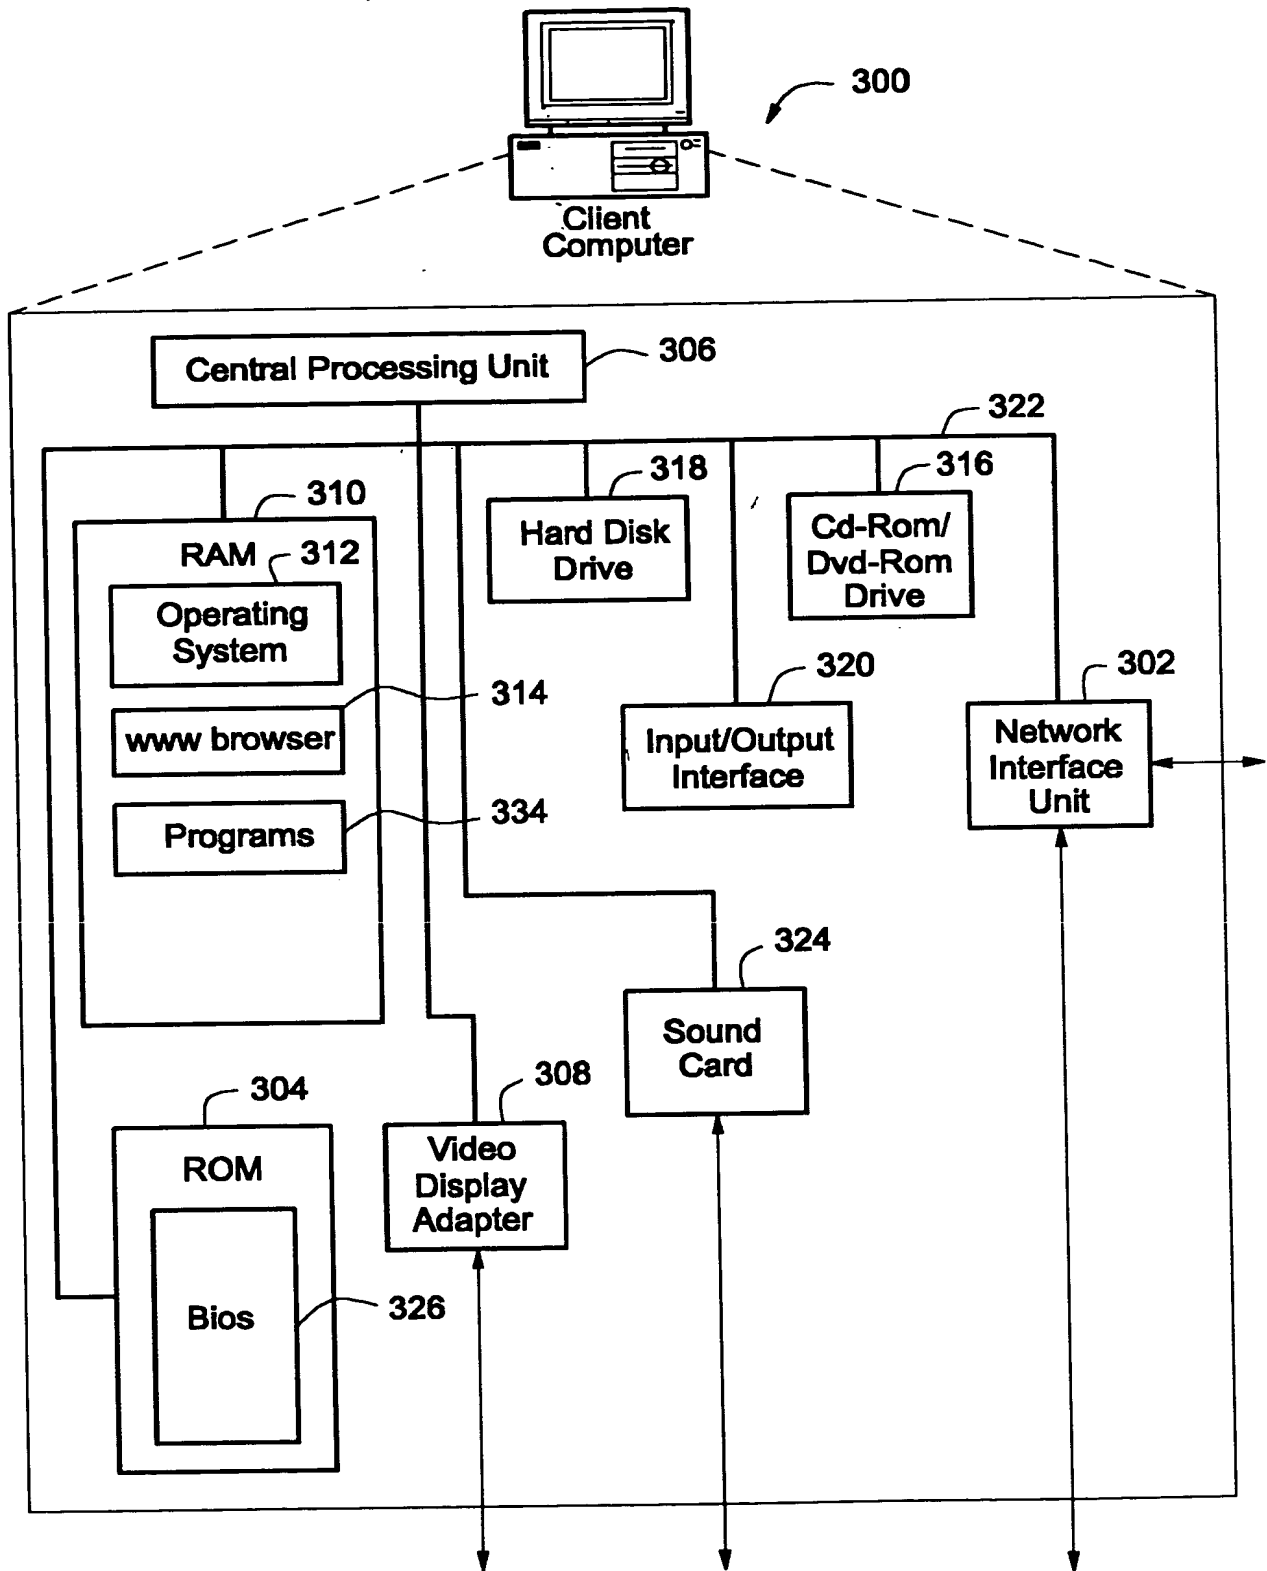 300
Client
Computer
Central Processing Unit
306
322
318
316
310
Hard Disk
Drive
Cd-Rom/
Dvd-Rom
Drive
RAM
312
Operating
System
320
302
314
www browser
Input/Output
Interface
Network
Interface
Unit
334
Programs
324
Sound
Card
308
304
Video
Display
Adapter
ROM
Bios
326